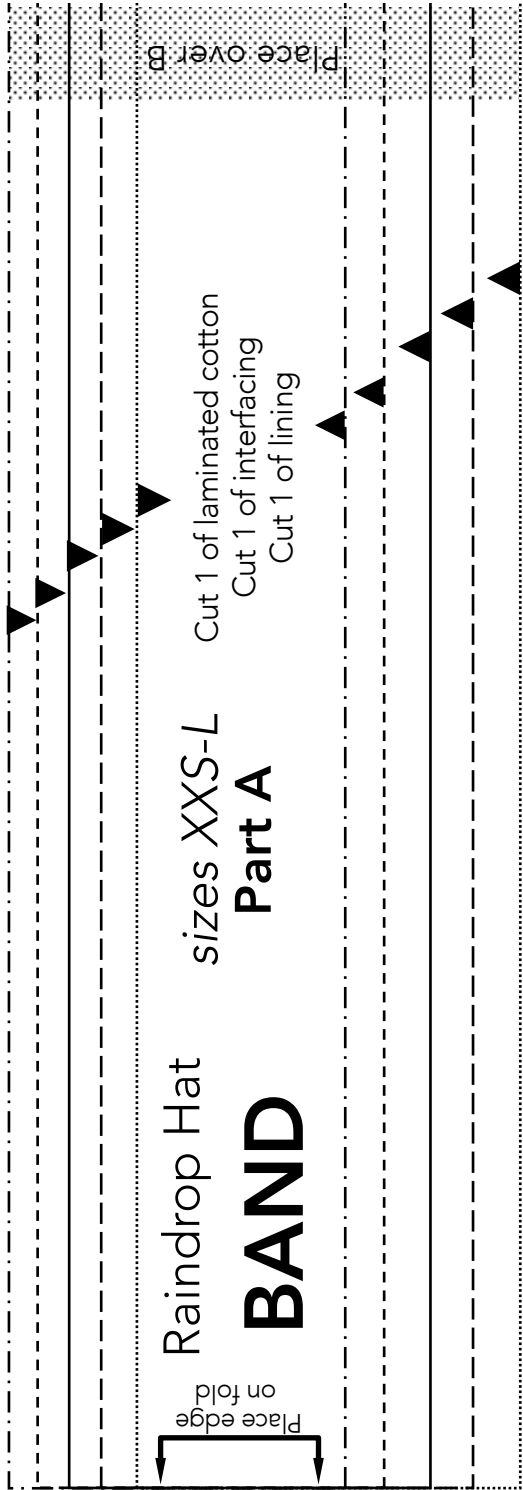 Place over B
Cut 1 of laminated cotton
Cut 1 of interfacing
Cut 1 of lining
sizes XXS-L
Part A
Raindrop Hat
BAND
Place edge
on fold